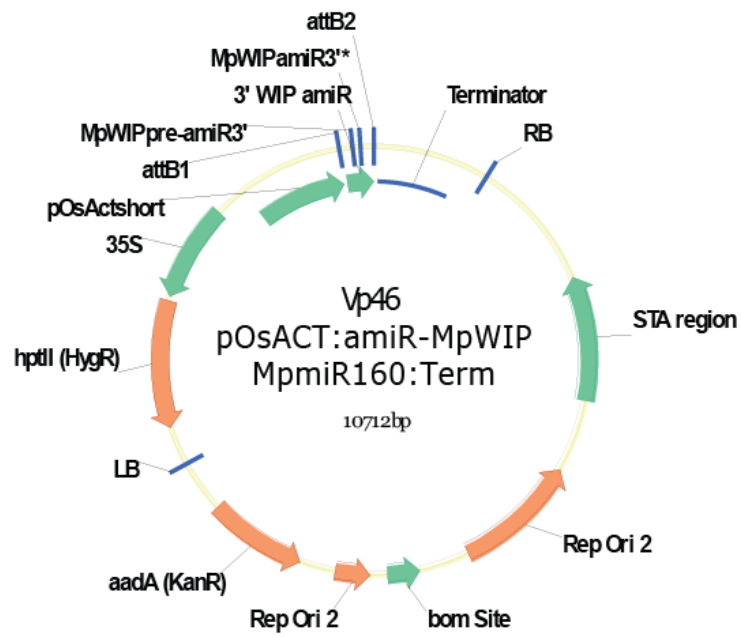 attB2
MpWIPamiR3'*
3' WIP amiR
Terminator
MpWIPpre-amiR3'
RB
attB1
pOsActshort
35S
Vp46
pOsACT:amiR-MpWIP
MpmiR160:Term
10712bp
STA region
hptII (HygR)
LB
Rep Ori 2
aadA (KanR)
Rep Ori 2
bom Site